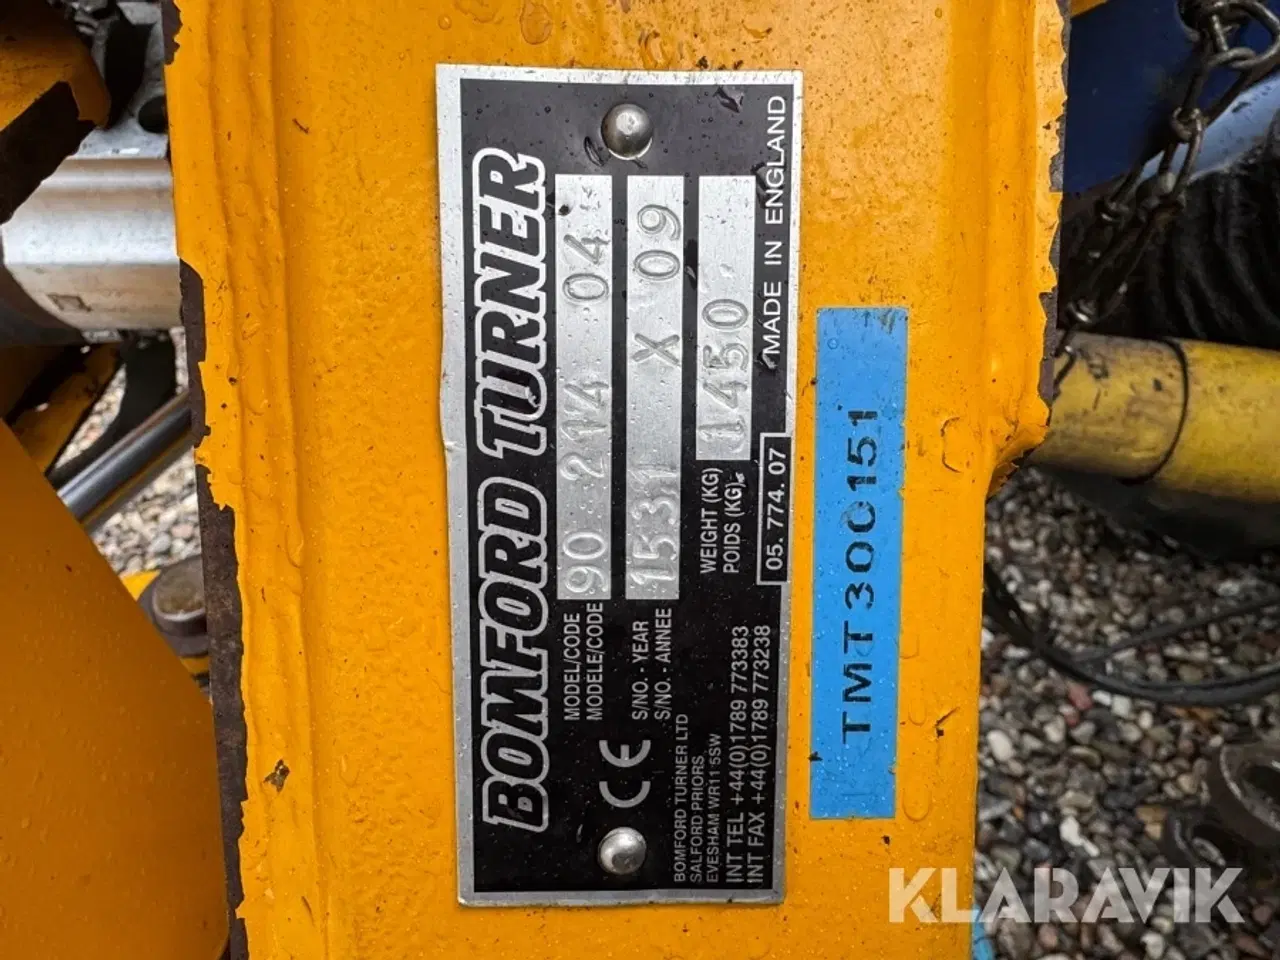 BOMFORD TURNER
MODEL/CODE
MODELE/CODE
90 214 04
S/NO. - YEAR
S/NO. - ANNEE
1531 X 09
WEIGHT (KG)
POIDS (KG)
1450
CE
BOMFORD TURNER LTD
SALFORD PRIORS
EVESHAM WR11 5SW
INT TEL +44(0)1789 773383
INT FAX +44(0)1789 773238
05. 774. 07
MADE IN ENGLAND
TMT300151
KLARAVIK